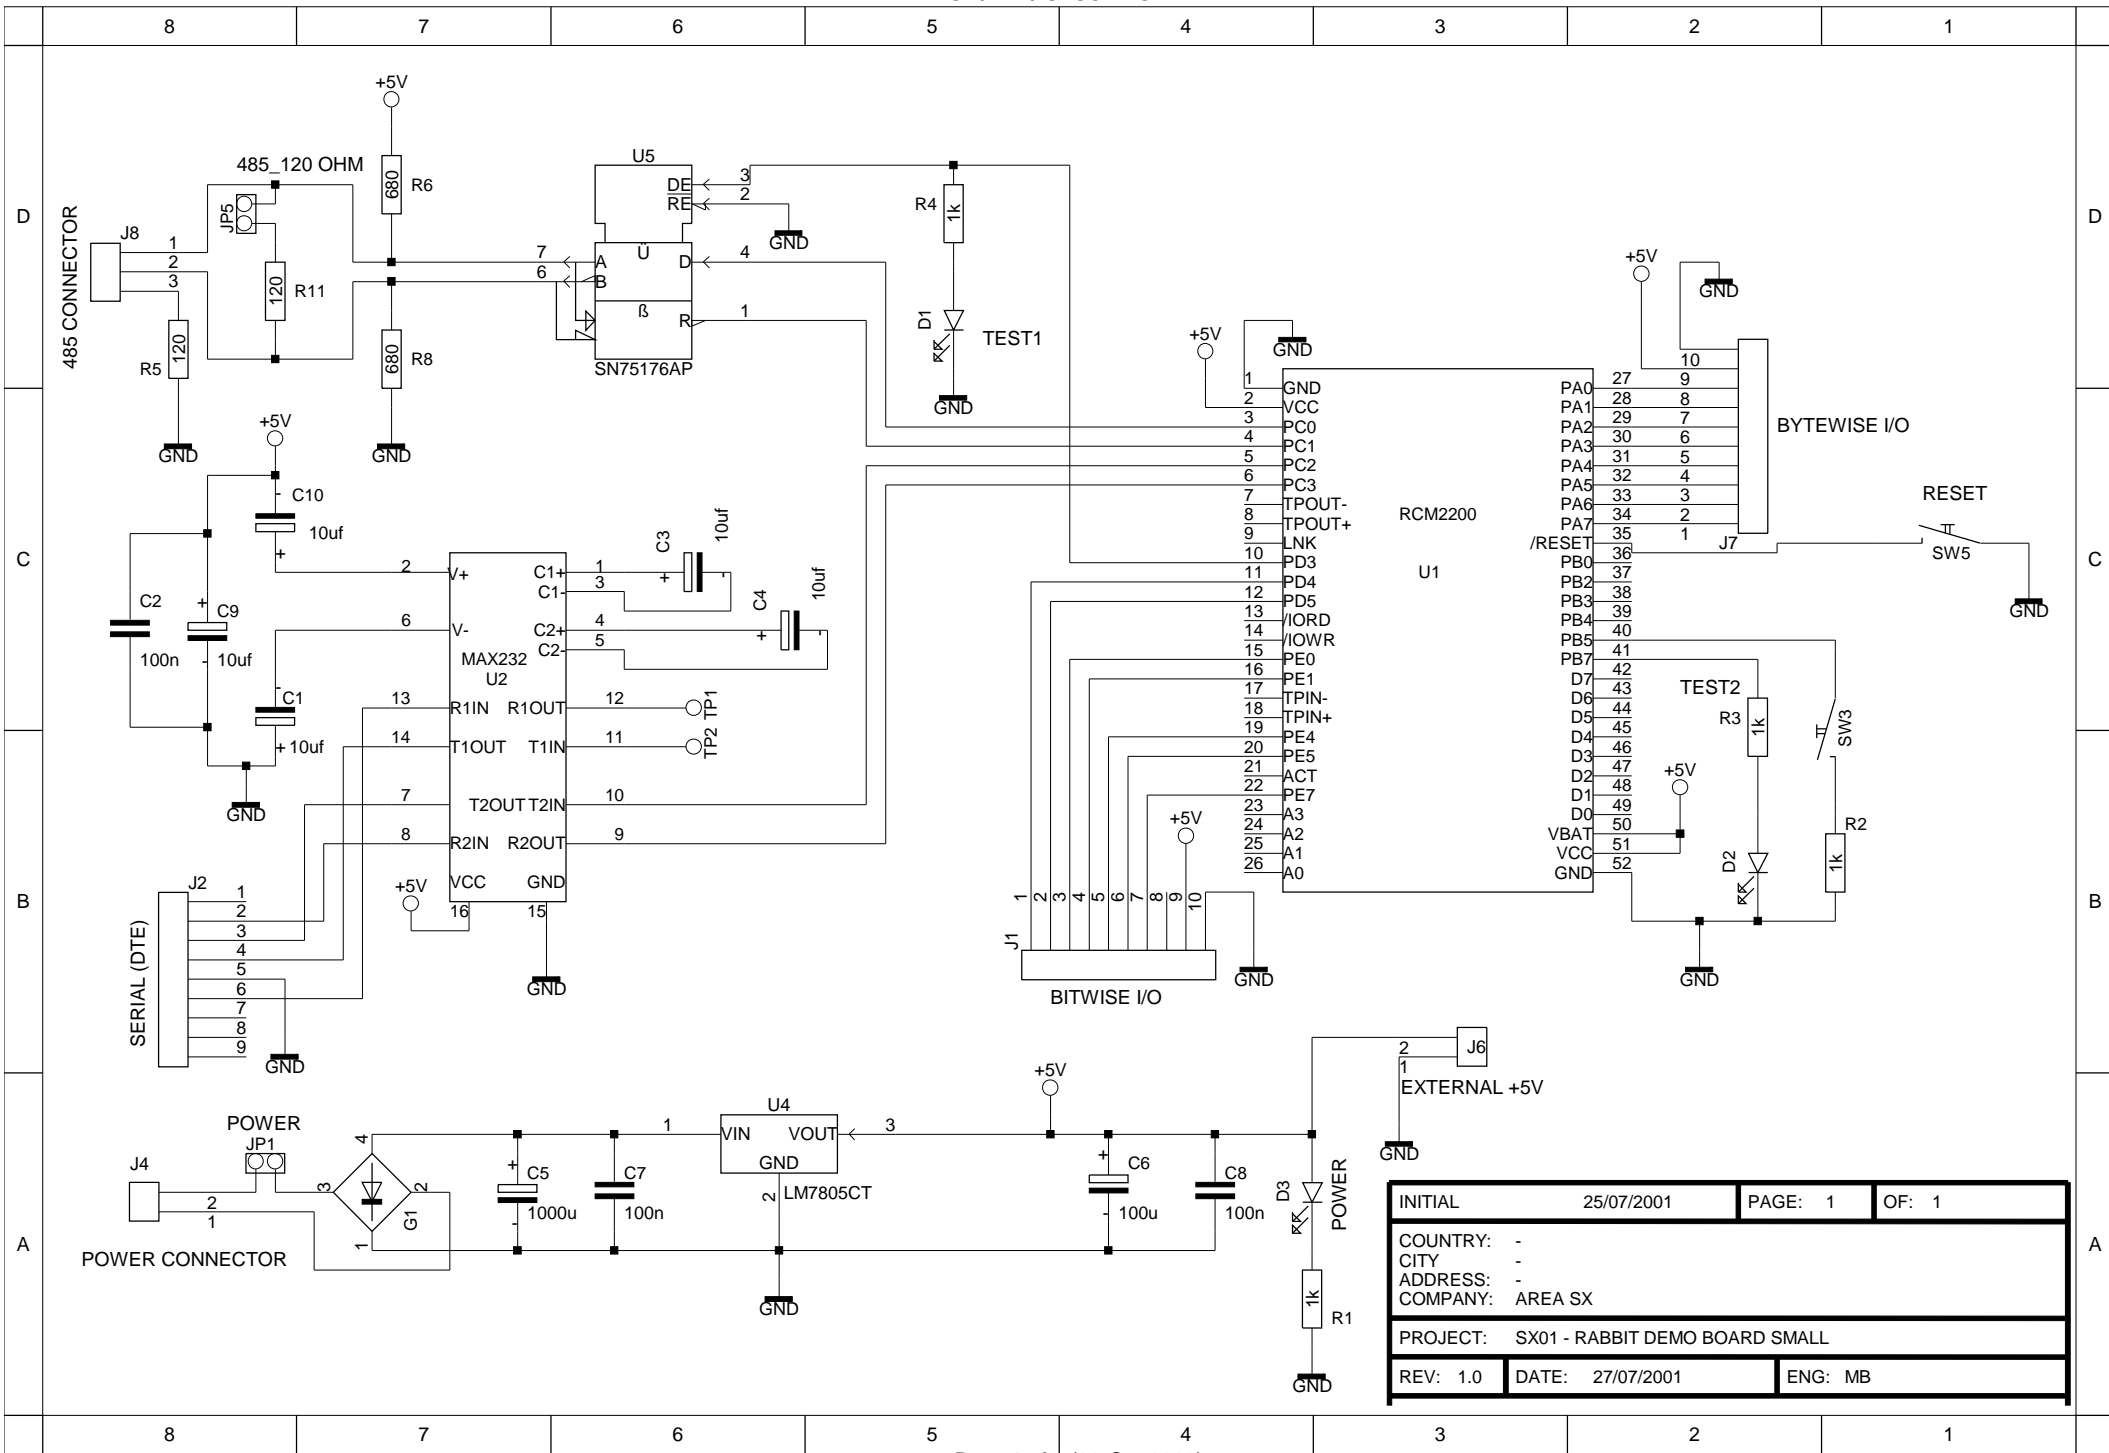 8 7 6 5 4 3 2 1
D
C
B
A
D
C
B
A
8 7 6 5 4 3 2 1
485 CONNECTOR
J8
1
2
3
R5
120
GND
485_120 OHM
JP5
R11
120
+5V
680
R6
680
R8
GND
U5
DE
RE
3
2
GND
7
6
A
B
Ü
D
4
ß
R
1
SN75176AP
R4
1k
D1
TEST1
GND
+5V
C10
10uf
-
+
C2
100n
+
C9
- 10uf
-
C1
+ 10uf
GND
2 V+
6 V-
13 R1IN
14 T1OUT
7 T2OUT
8 R2IN
MAX232
U2
C1+ 1
C1- 3
C2+ 4
C2- 5
R1OUT 12
T1IN 11
T2IN 10
R2OUT 9
VCC GND
16 15
+5V
GND
C3
10uf
+ -
C4
10uf
+ -
TP1
TP2
SERIAL (DTE)
J2
1
2
3
4
5
6
7
8
9
GND
+5V
GND
1 GND
2 VCC
3 PC0
4 PC1
5 PC2
6 PC3
7 TPOUT-
8 TPOUT+
9 LNK
10 PD3
11 PD4
12 PD5
13 /IORD
14 /IOWR
15 PE0
16 PE1
17 TPIN-
18 TPIN+
19 PE4
20 PE5
21 ACT
22 PE7
23 A3
24 A2
25 A1
26 A0
RCM2200
U1
PA0 27
PA1 28
PA2 29
PA3 30
PA4 31
PA5 32
PA6 33
PA7 34
/RESET 35
PB0 36
PB2 37
PB3 38
PB4 39
PB5 40
PB7 41
D7 42
D6 43
D5 44
D4 45
D3 46
D2 47
D1 48
D0 49
VBAT 50
VCC 51
GND 52
+5V
GND
10
9
8
7
6
5
4
3
2
1
J7
BYTEWISE I/O
RESET
SW5
GND
TEST2
R3
1k
D2
SW3
R2
1k
+5V
GND
J1
1 2 3 4 5 6 7 8 9 10
+5V
GND
BITWISE I/O
J6
2
1
EXTERNAL +5V
GND
POWER
JP1
J4
2
1
POWER CONNECTOR
4
3
2
1
G1
+
C5
1000u
-
C7
100n
1
U4
VIN VOUT
GND
3
2
LM7805CT
GND
+5V
+
C6
- 100u
C8
100n
D3
POWER
1k
R1
GND
INITIAL 25/07/2001 PAGE: 1 OF: 1
COUNTRY: -
CITY -
ADDRESS: -
COMPANY: AREA SX
PROJECT: SX01 - RABBIT DEMO BOARD SMALL
REV: 1.0 DATE: 27/07/2001 ENG: MB